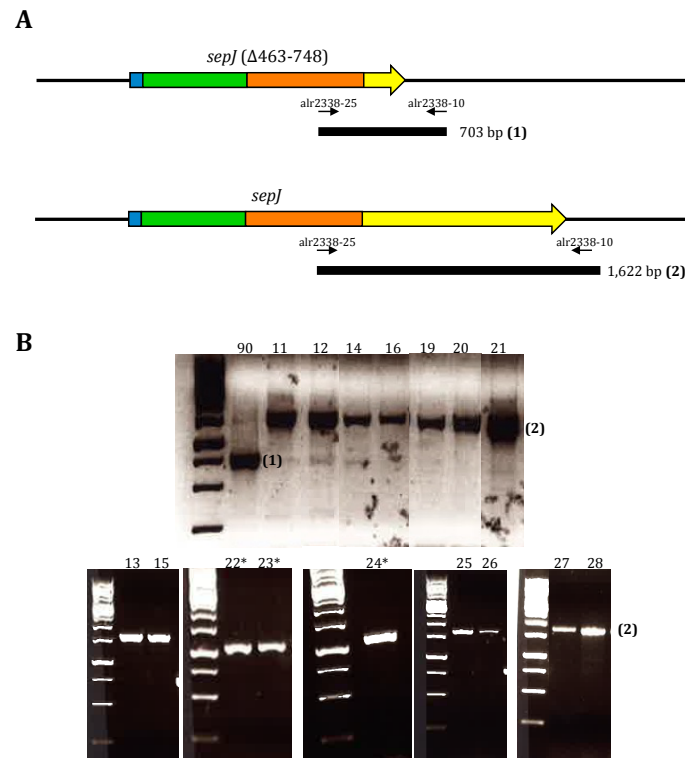 A
sepJ (Δ463-748)
alr2338-25 alr2338-10
703 bp (1)
sepJ
alr2338-25 alr2338-10
1,622 bp (2)
B
90 11 12 14 16 19 20 21
(1)
(2)
13 15 22* 23* 24* 25 26 27 28
(2)